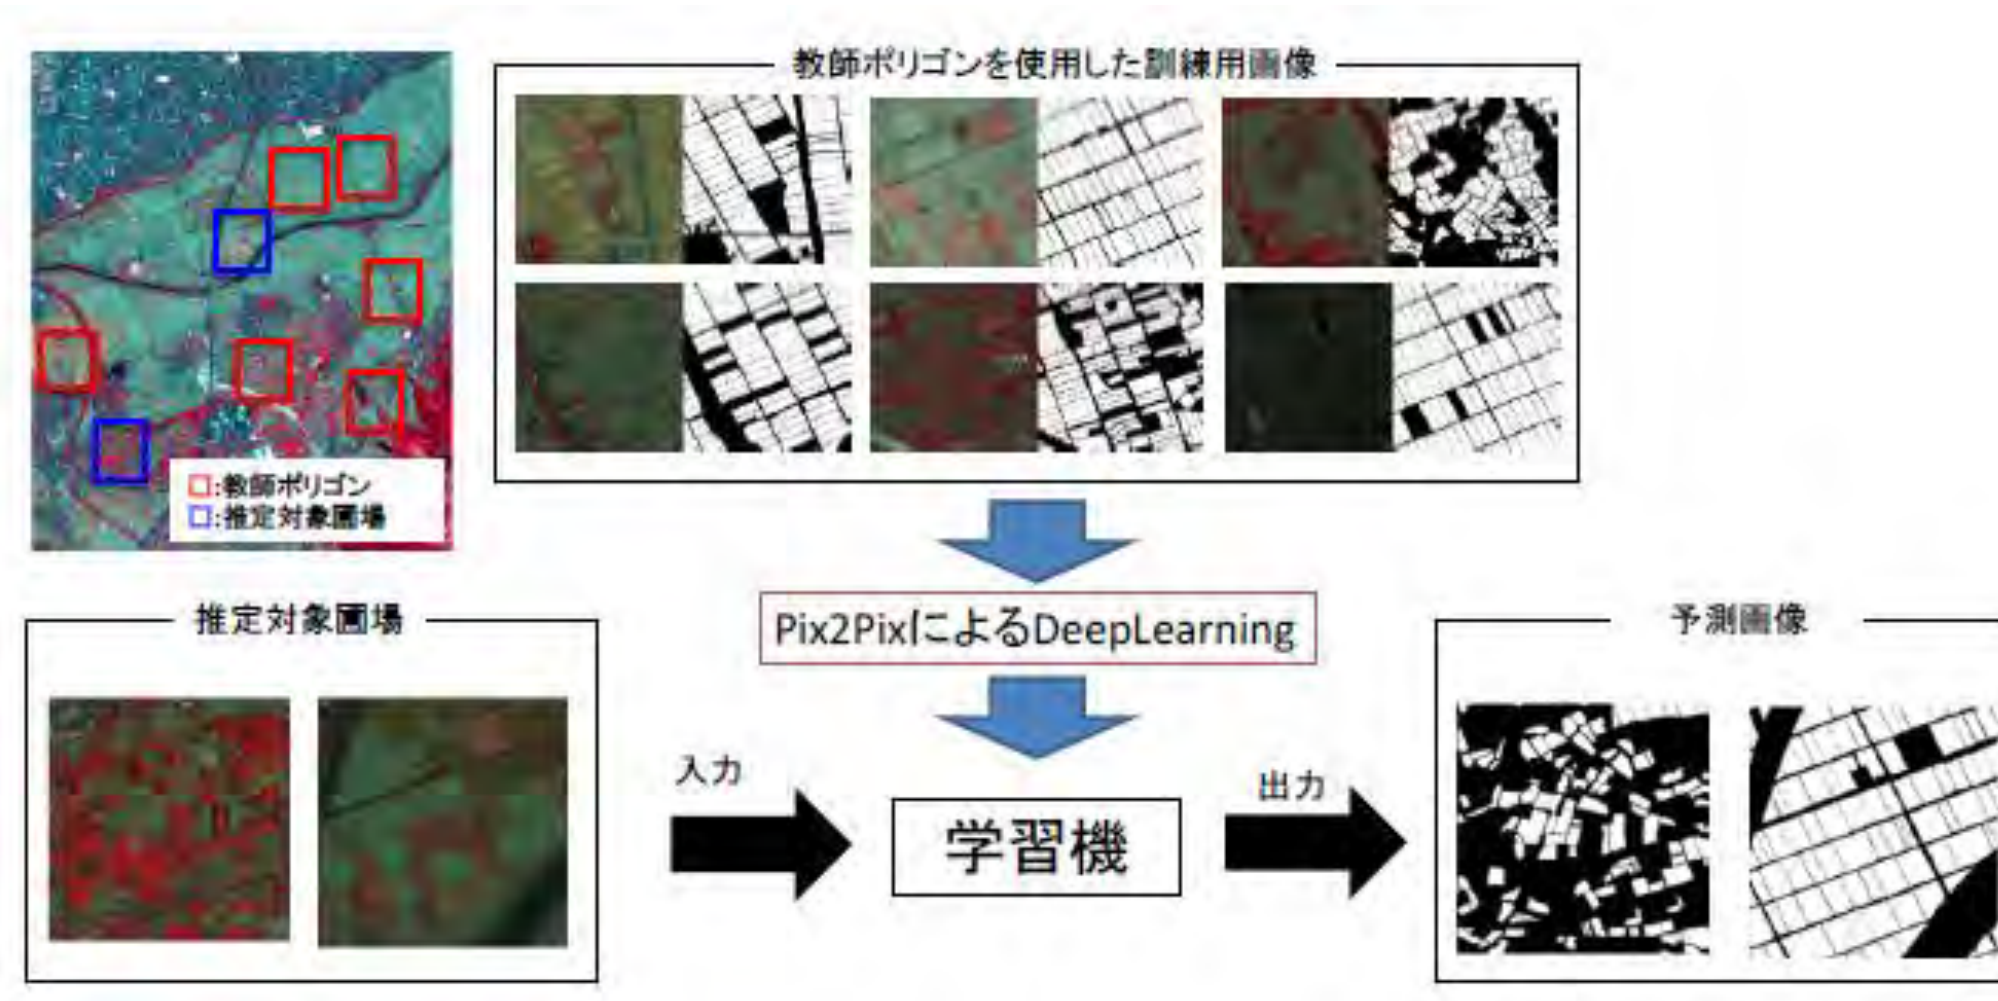 教師ポリゴンを使用した訓練用画像
□:教師ポリゴン
□:推定対象圃場
Pix2PixによるDeepLearning
推定対象圃場
予測画像
入力
学習機
出力